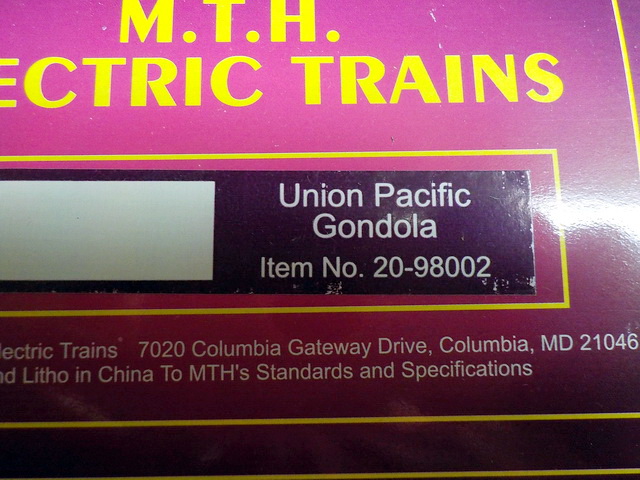 M.T.H.
ECTRIC TRAINS
Union Pacific
Gondola
Item No. 20-98002
lectric Trains 7020 Columbia Gateway Drive, Columbia, MD 21046
nd Litho in China To MTH's Standards and Specifications